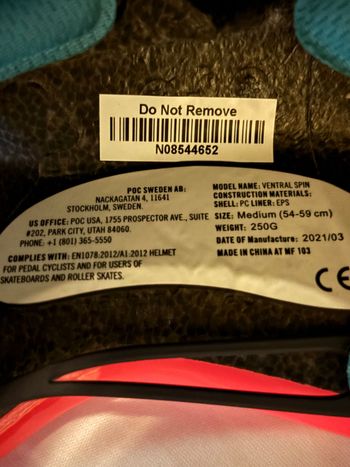 Do Not Remove
N08544652
POC SWEDEN AB:
NACKAGATAN 4, 11641
STOCKHOLM, SWEDEN.
US OFFICE: POC USA, 1755 PROSPECTOR AVE., SUITE
#202, PARK CITY, UTAH 84060.
PHONE: +1 (801) 365-5550
COMPLIES WITH: EN1078:2012/A1:2012 HELMET
FOR PEDAL CYCLISTS AND FOR USERS OF
SKATEBOARDS AND ROLLER SKATES.
MODEL NAME: VENTRAL SPIN
CONSTRUCTION MATERIALS:
SHELL: PC LINER: EPS
SIZE: Medium (54-59 cm)
WEIGHT: 250G
DATE OF Manufacture: 2021/03
MADE IN CHINA AT MF 103
CE